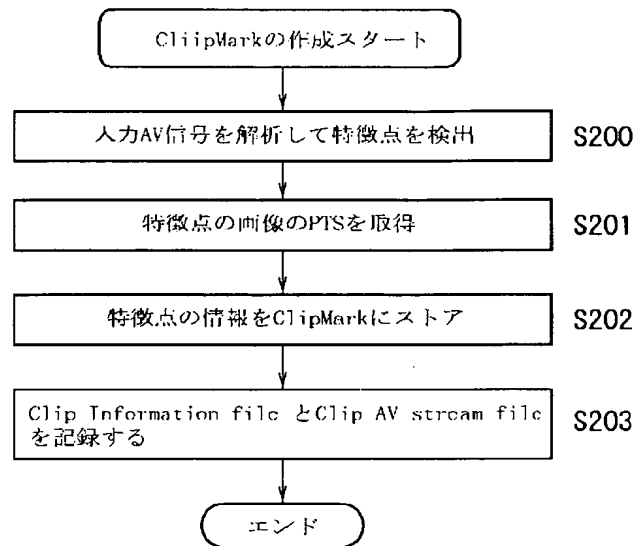 CliipMarkの作成スタート
入力AV信号を解析して特徴点を検出
S200
特徴点の画像のPTSを取得
S201
特徴点の情報をClipMarkにストア
S202
Clip Information file とClip AV stream file
を記録する
S203
エンド